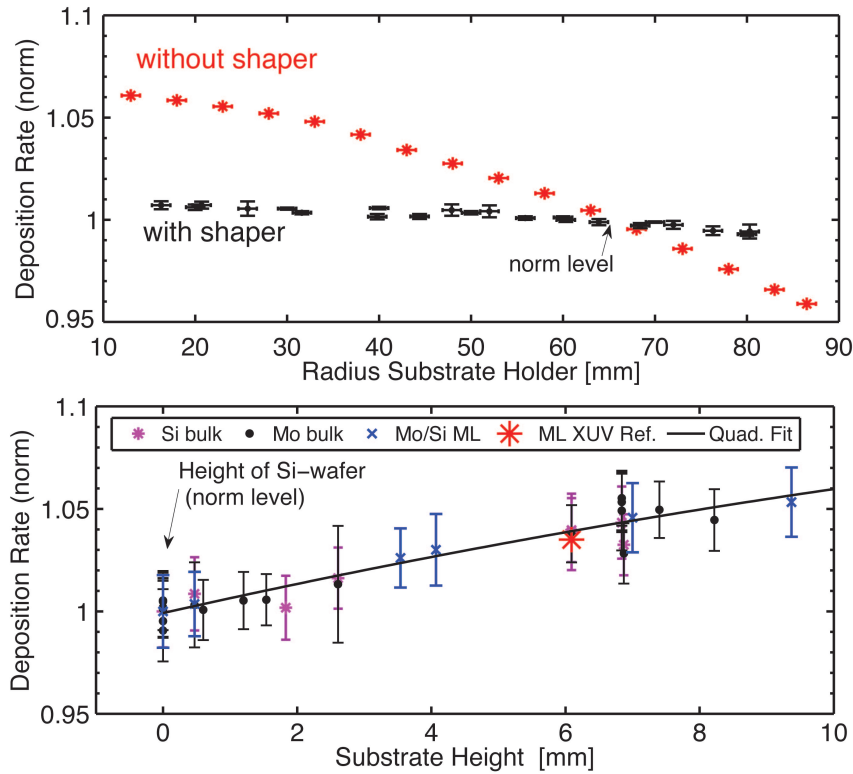 1.1
without shaper
1.05
Deposition Rate (norm)
with shaper
1
norm level
0.95
10 20 30 40 50 60 70 80 90
Radius Substrate Holder [mm]
1.1
Si bulk Mo bulk Mo/Si ML ML XUV Ref. Quad. Fit
Height of Si-wafer
(norm level)
1.05
Deposition Rate (norm)
1
0.95
0 2 4 6 8 10
Substrate Height [mm]